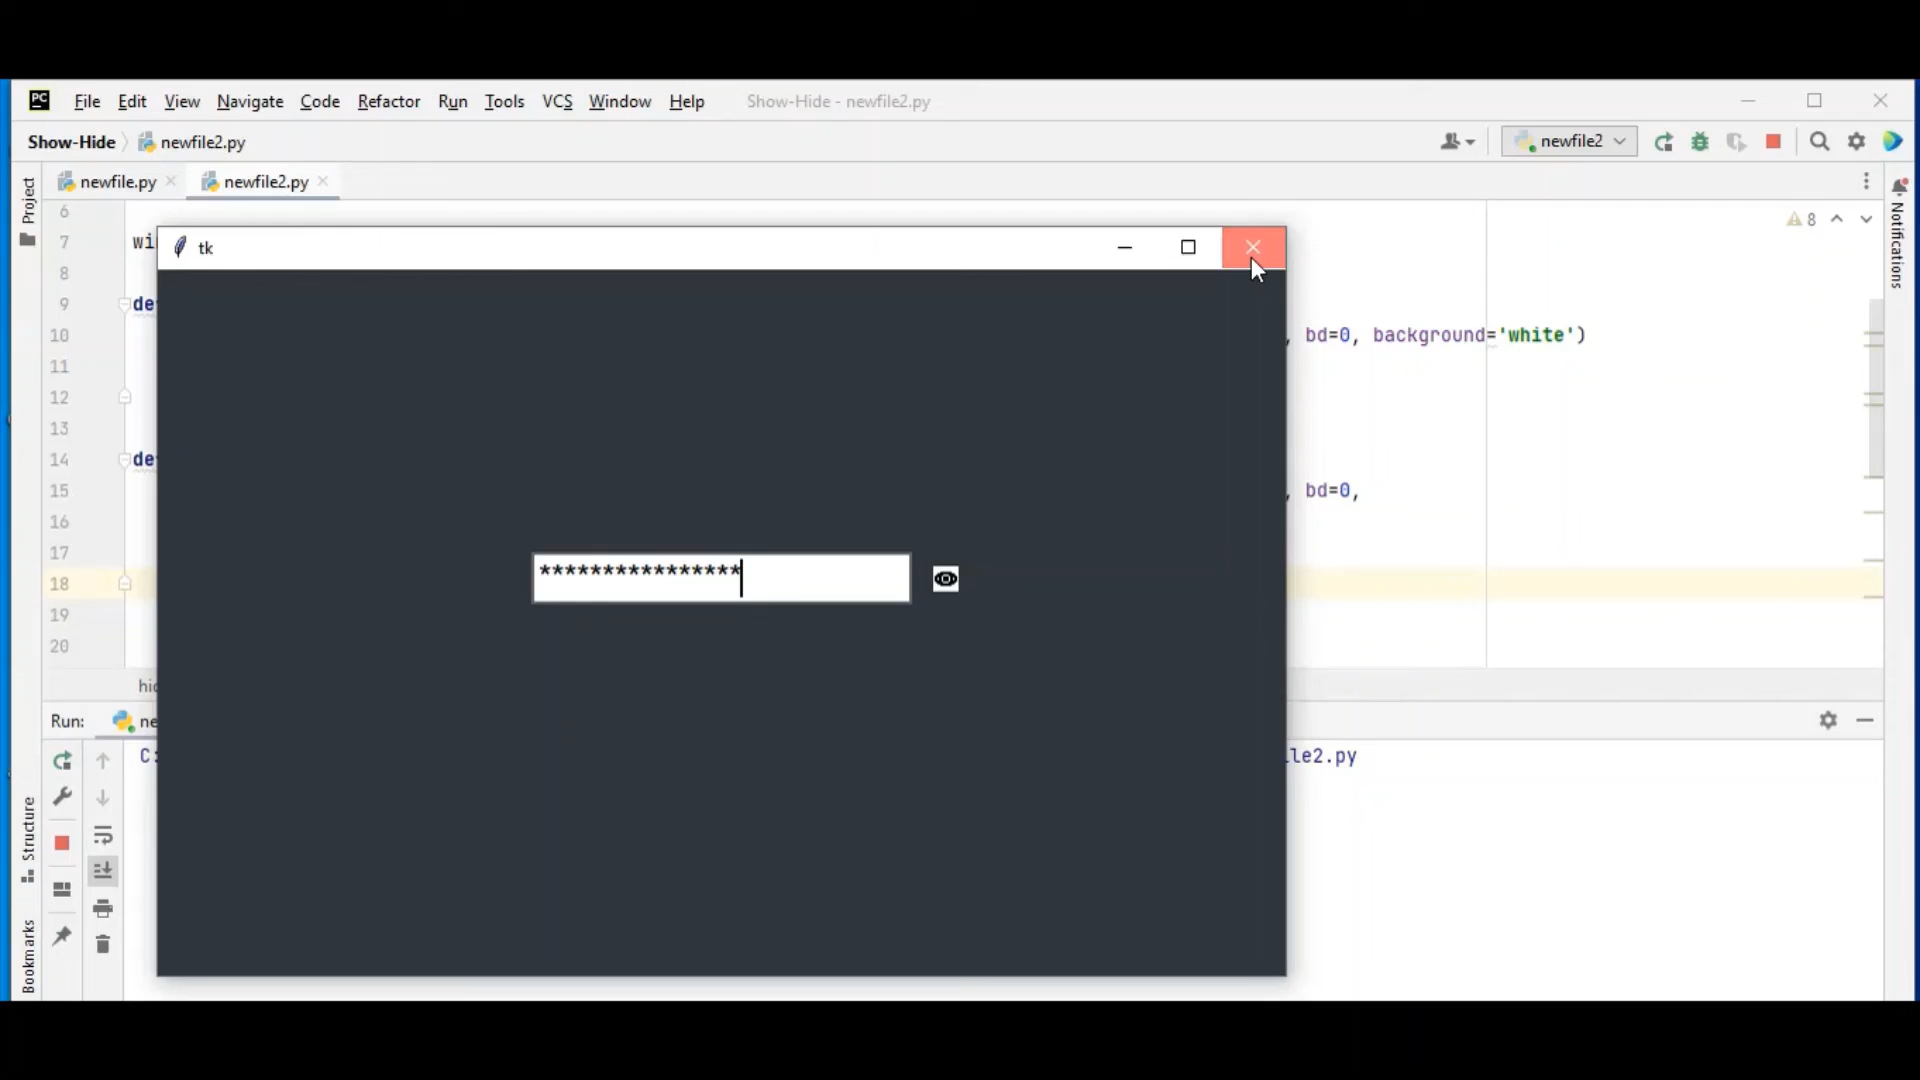 PC File Edit View Navigate Code Refactor Run Tools VCS Window Help Show-Hide - newfile2.py
Show-Hide newfile2.py newfile2
newfile.py newfile2.py
Project
Notifications
6
7 wi
8
9 de
10 , bd=0, background='white')
11
12
13
14 de
15 , bd=0,
16
17
18
19
20
8
tk
****************
hid
Run: ne
C: le2.py
Structure
Bookmarks